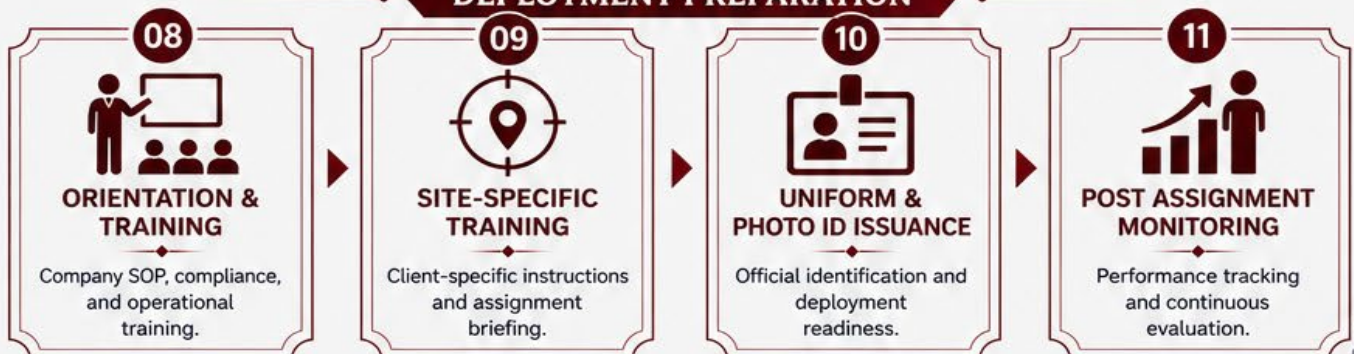 DEPLOYMENT PREPARATION
08
ORIENTATION &
TRAINING
Company SOP, compliance,
and operational
training.
09
SITE-SPECIFIC
TRAINING
Client-specific instructions
and assignment
briefing.
10
UNIFORM &
PHOTO ID ISSUANCE
Official identification and
deployment
readiness.
11
POST ASSIGNMENT
MONITORING
Performance tracking
and continuous
evaluation.